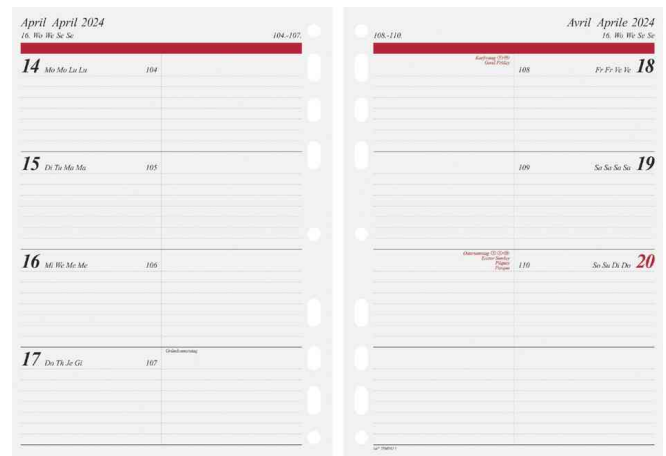 April April 2024
16. Wo We Se Se
104.-107.
14 Mo Mo Lu Lu 104
15 Di Tu Ma Ma 105
16 Mi We Me Me 106
17 Do Th Je Gi 107
Gründonnerstag
Avril Aprile 2024
108.-110.
16. Wo We Se Se
Karfreitag
Good Friday
108 Fr Fr Ve Ve 18
109 Sa Sa Sa Sa 19
Ostersonntag
Easter Sunday
Pâques
Pasqua
110 So Su Di Do 20